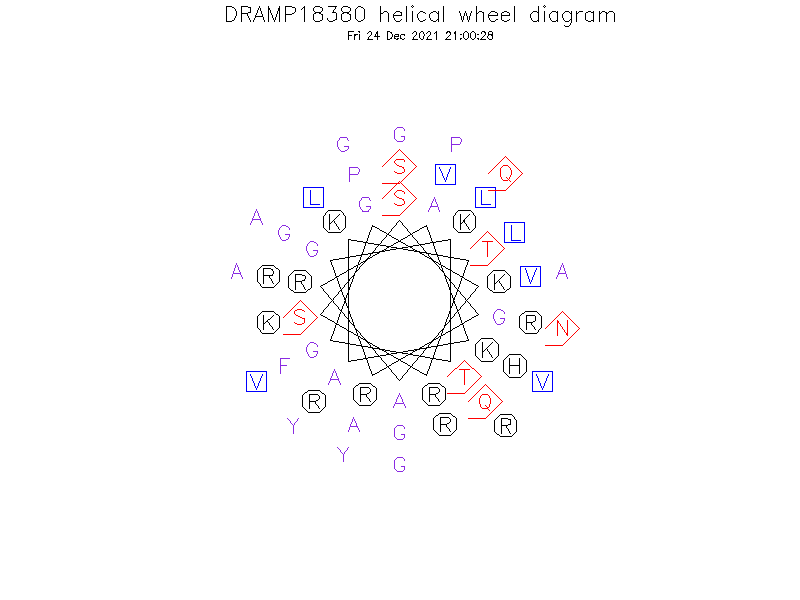 DRAMP18380 helical wheel diagram
Fri 24 Dec 2021 21:00:28
G
G P
P S V Q
L G S A L
A K K
G G T L
A R R K V A
K S G R N
G K
V F A T H V
R R R A Q
Y A G R R
Y G